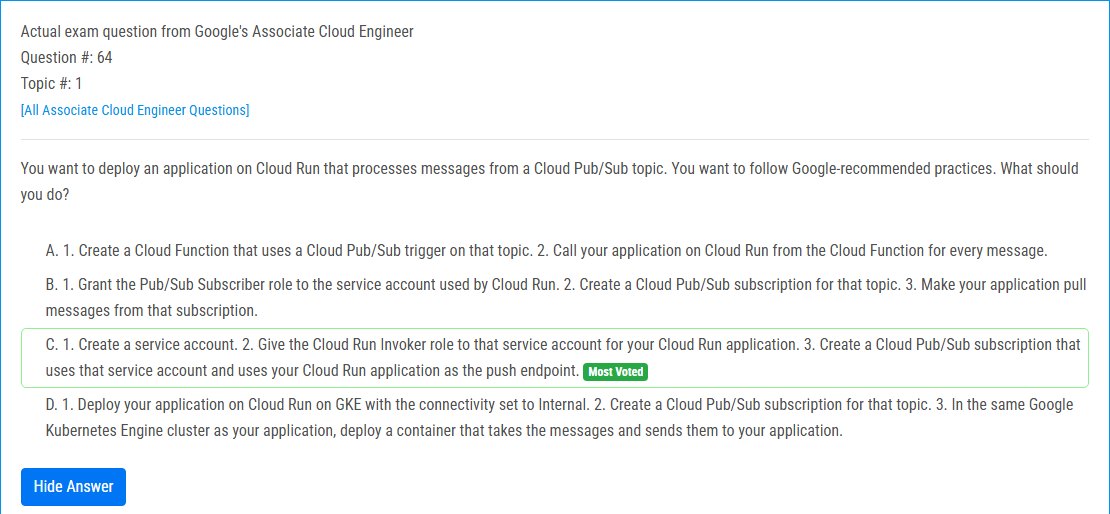 Actual exam question from Google's Associate Cloud Engineer
Question #: 64
Topic #: 1
[All Associate Cloud Engineer Questions]
You want to deploy an application on Cloud Run that processes messages from a Cloud Pub/Sub topic. You want to follow Google-recommended practices. What should
you do?
A. 1. Create a Cloud Function that uses a Cloud Pub/Sub trigger on that topic. 2. Call your application on Cloud Run from the Cloud Function for every message.
B. 1. Grant the Pub/Sub Subscriber role to the service account used by Cloud Run. 2. Create a Cloud Pub/Sub subscription for that topic. 3. Make your application pull
messages from that subscription.
C. 1. Create a service account. 2. Give the Cloud Run Invoker role to that service account for your Cloud Run application. 3. Create a Cloud Pub/Sub subscription that
uses that service account and uses your Cloud Run application as the push endpoint. Most Voted
D. 1. Deploy your application on Cloud Run on GKE with the connectivity set to Internal. 2. Create a Cloud Pub/Sub subscription for that topic. 3. In the same Google
Kubernetes Engine cluster as your application, deploy a container that takes the messages and sends them to your application.
Hide Answer